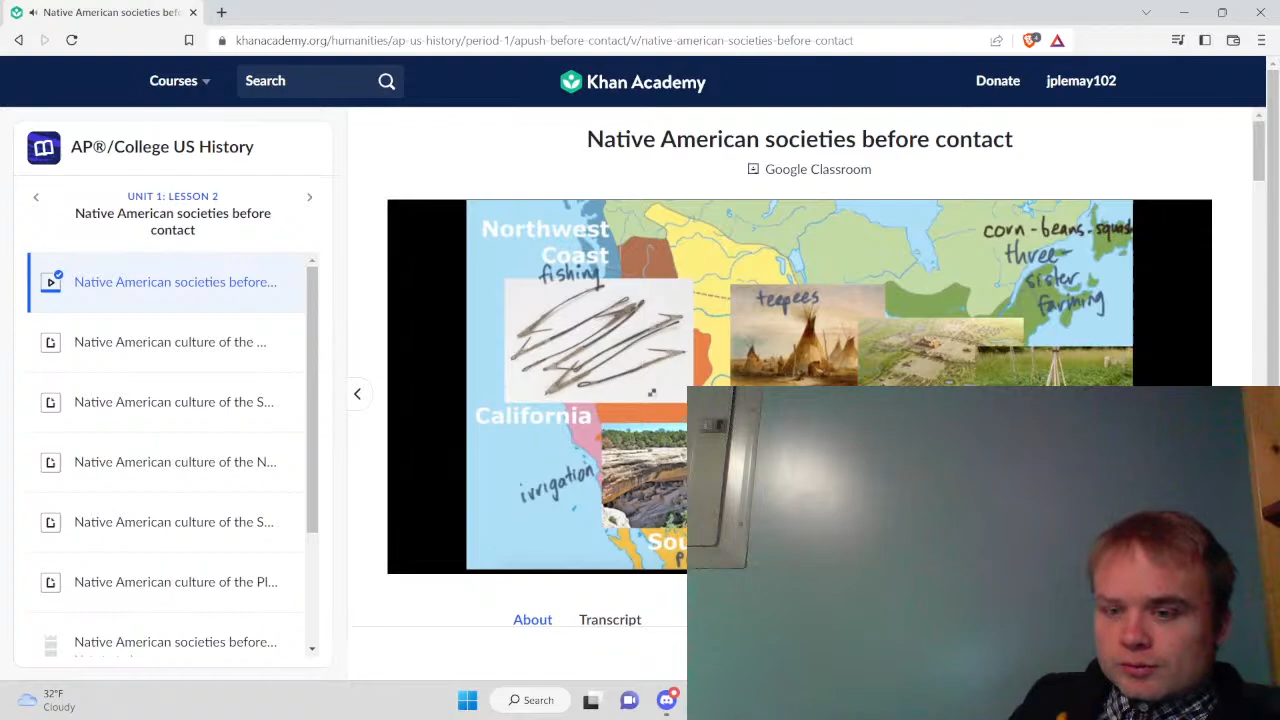 Native American societies bef
khanacademy.org/humanities/ap-us-history/period-1/apush-before-contact/v/native-american-societies-before-contact
4
Courses
Search
Khan Academy
Donate
jplemay102
AP®/College US History
UNIT 1: LESSON 2
Native American societies before
contact
Native American societies before...
Native American culture of the ...
Native American culture of the S...
Native American culture of the N...
Native American culture of the S...
Native American culture of the Pl...
Native American societies before...
Native American societies before contact
Google Classroom
Northwest
Coast
fishing
corn-beans-squash
three-
sister
farming
teepees
California
irrigation
Sou
P
About
Transcript
32°F
Cloudy
Search